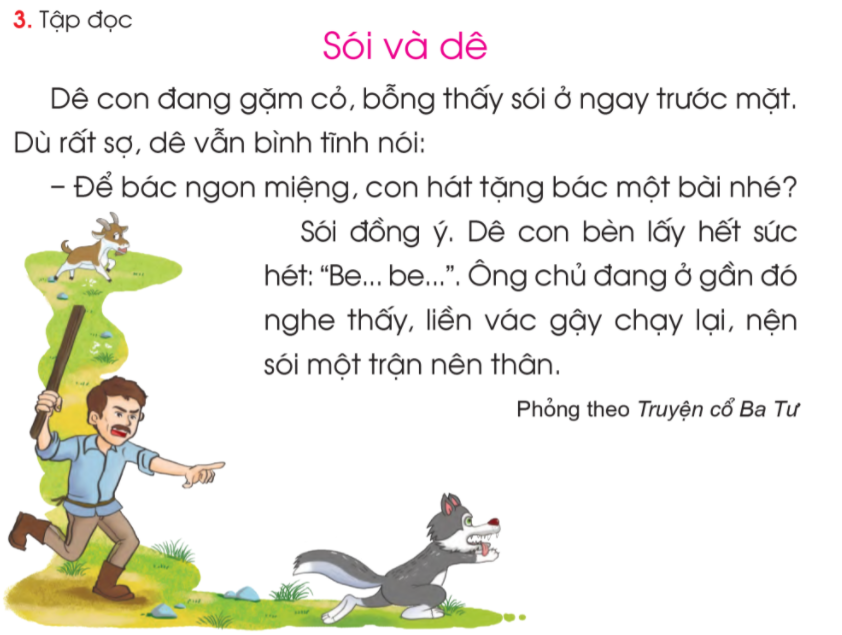 3. Tập đọc
Sói và dê
Dê con đang gặm cỏ, bỗng thấy sói ở ngay trước mặt.
Dù rất sợ, dê vẫn bình tĩnh nói:
– Để bác ngon miệng, con hát tặng bác một bài nhé?
Sói đồng ý. Dê con bèn lấy hết sức
hét: “Be... be...”. Ông chủ đang ở gần đó
nghe thấy, liền vác gậy chạy lại, nện
sói một trận nên thân.
Phỏng theo Truyện cổ Ba Tư